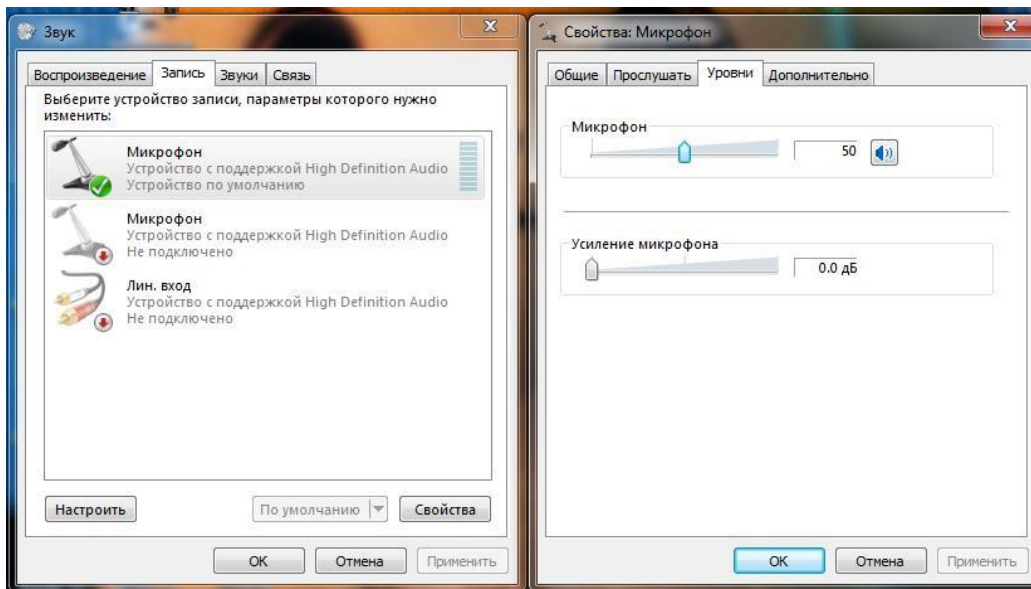 Звук
Воспроизведение Запись Звуки Связь
Выберите устройство записи, параметры которого нужно
изменить:
Микрофон
Устройство с поддержкой High Definition Audio
Устройство по умолчанию
Микрофон
Устройство с поддержкой High Definition Audio
Не подключено
Лин. вход
Устройство с поддержкой High Definition Audio
Не подключено
Настроить По умолчанию Свойства
ОК Отмена Применить
Свойства: Микрофон
Общие Прослушать Уровни Дополнительно
Микрофон
50
Усиление микрофона
0.0 дБ
ОК Отмена Применить